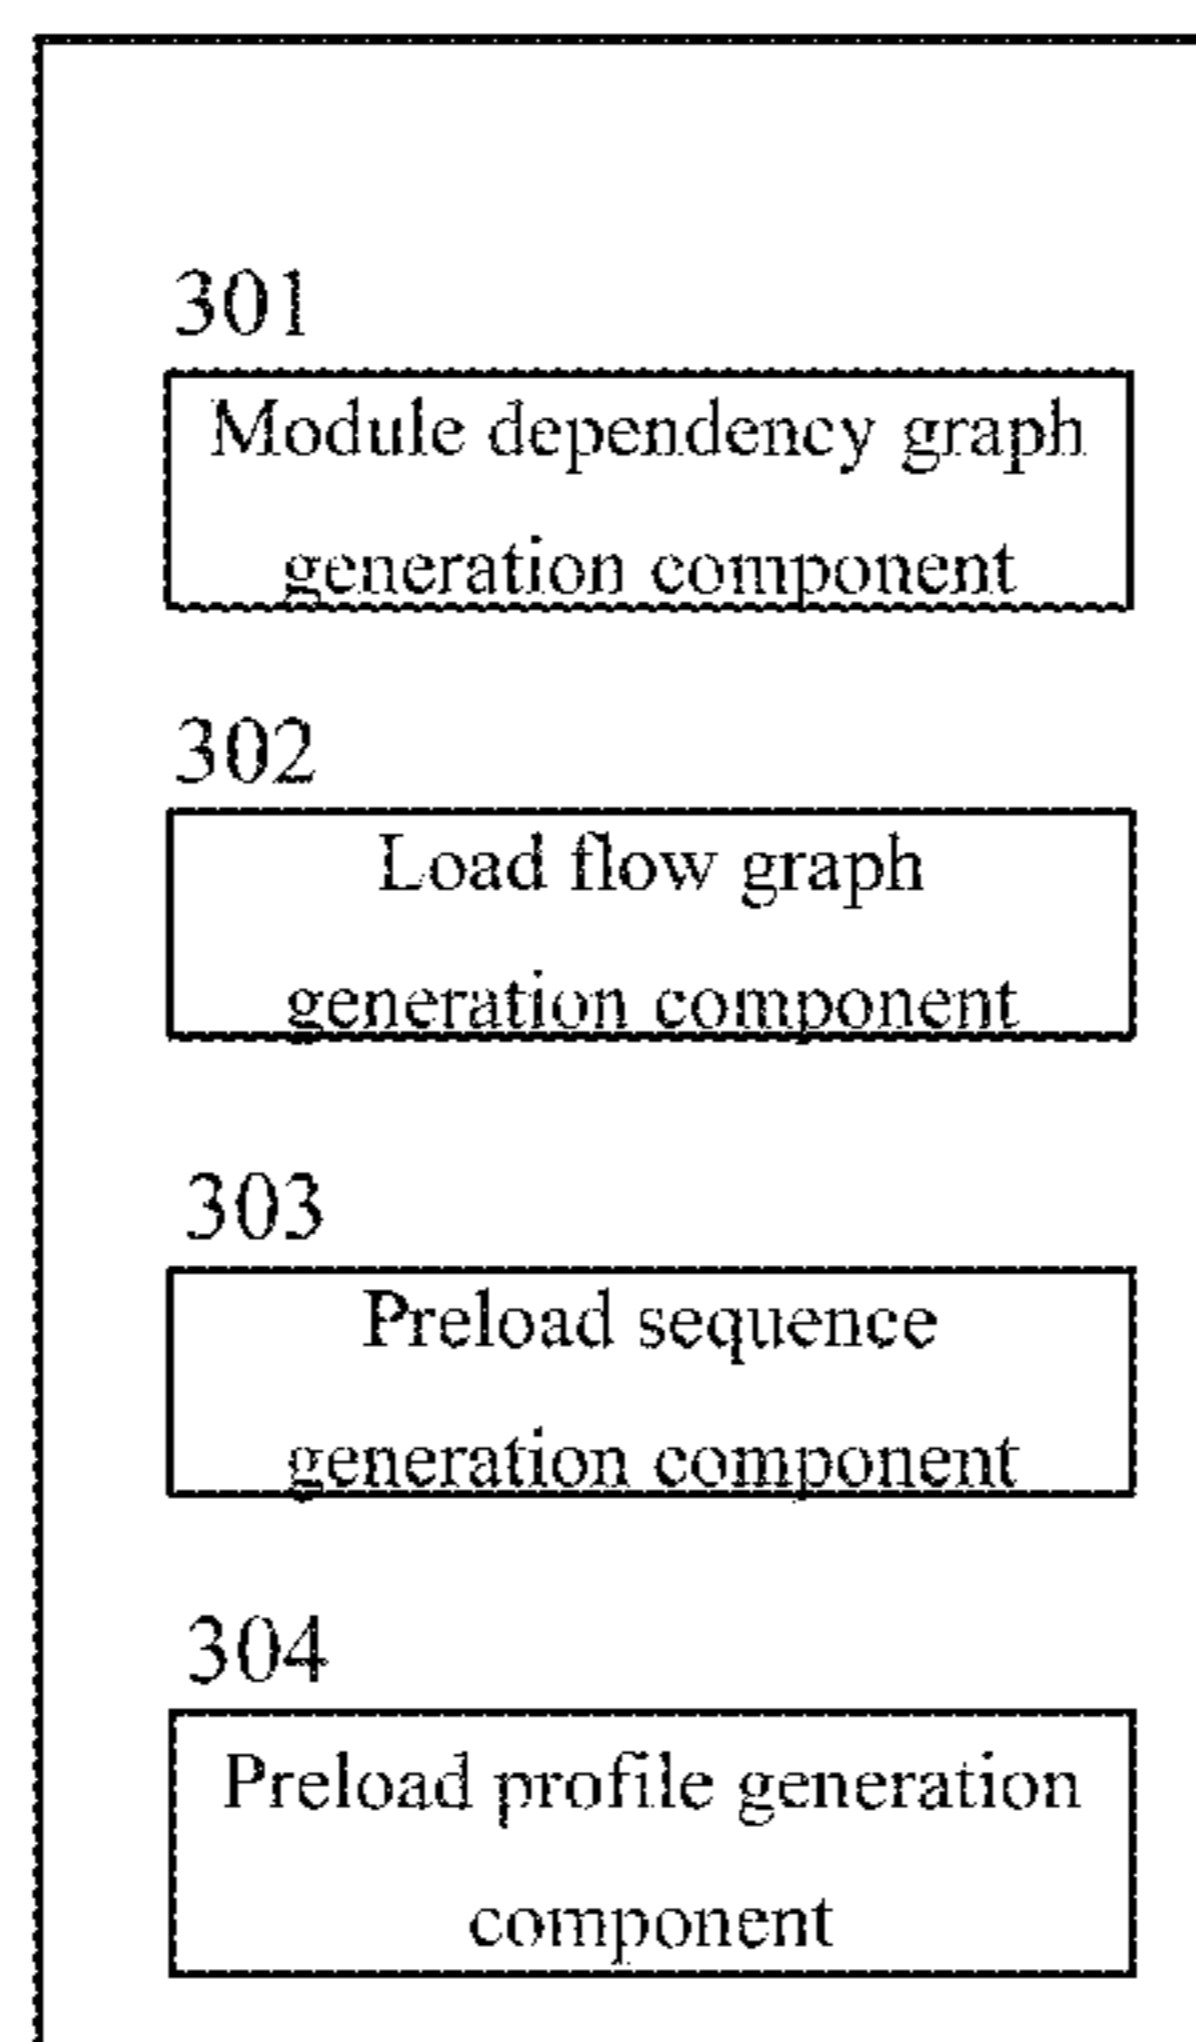 301
Module dependency graph
generation component
302
Load flow graph
generation component
303
Preload sequence
generation component
304
Preload profile generation
component